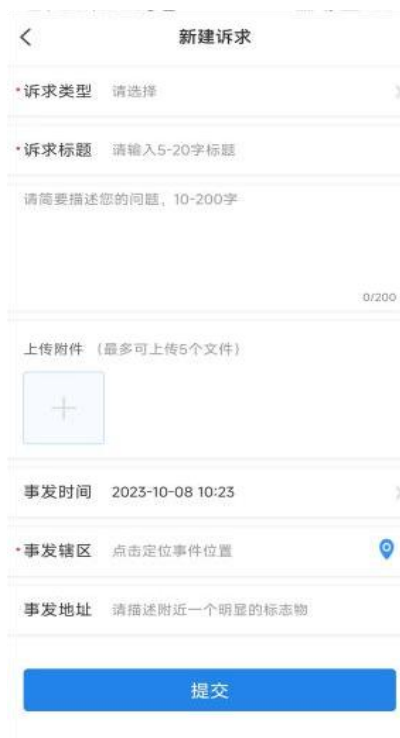 新建诉求
*诉求类型 请选择
*诉求标题 请输入5-20字标题
请简要描述您的问题，10-200字
0/200
上传附件 (最多可上传5个文件)
事发时间 2023-10-08 10:23
*事发辖区 点击定位事件位置
事发地址 请描述附近一个明显的标志物
提交